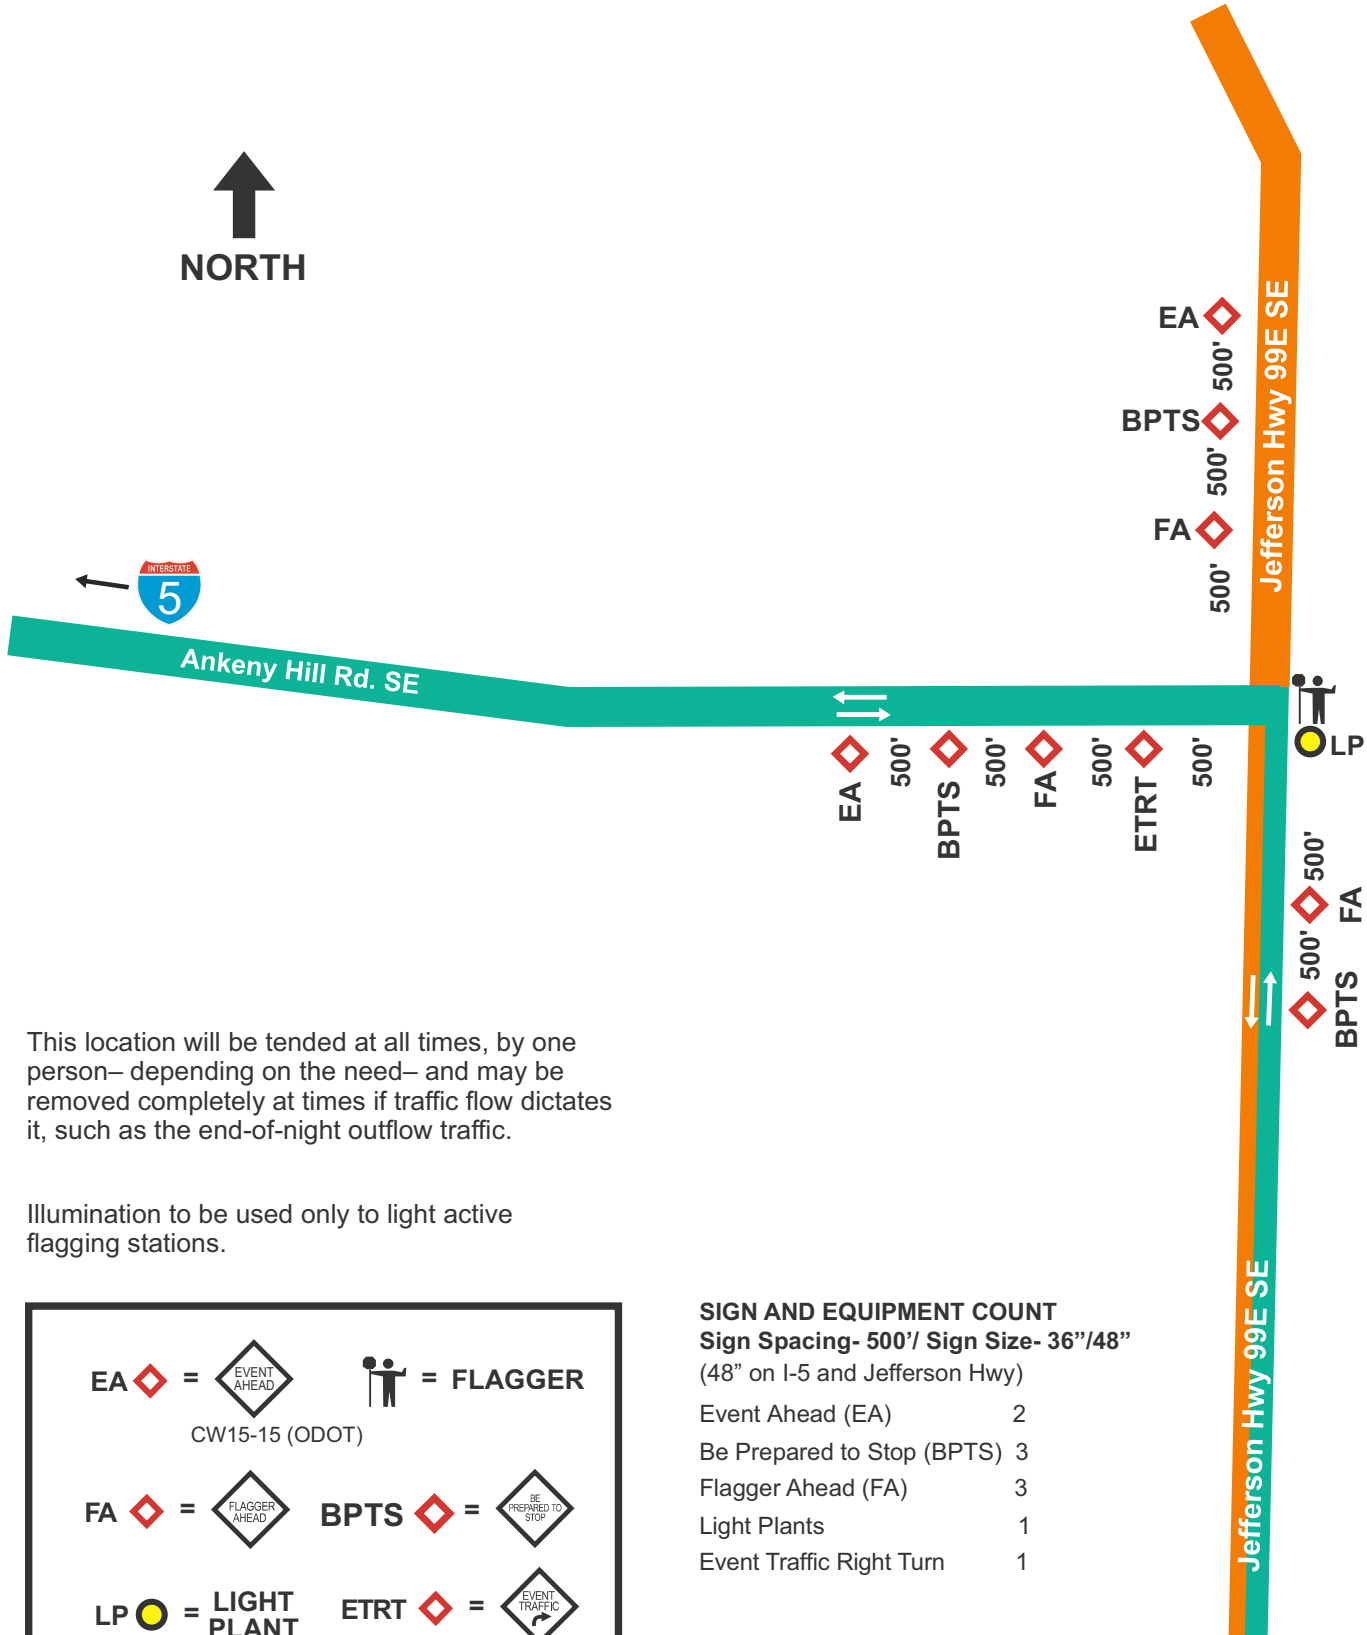 NORTH
EA
500'
BPTS
500'
FA
500'
Jefferson Hwy 99E SE
INTERSTATE
5
Ankeny Hill Rd. SE
LP
EA
500'
BPTS
500'
FA
500'
ETRT
500'
500'
FA
500'
BPTS
This location will be tended at all times, by one
person– depending on the need– and may be
removed completely at times if traffic flow dictates
it, such as the end-of-night outflow traffic.
Illumination to be used only to light active
flagging stations.
Jefferson Hwy 99E SE
EA = EVENT
AHEAD
= FLAGGER
CW15-15 (ODOT)
FA = FLAGGER
AHEAD
BPTS = BE
PREPARED TO
STOP
LP = LIGHT
PLANT
ETRT = EVENT
TRAFFIC
SIGN AND EQUIPMENT COUNT
Sign Spacing- 500’/ Sign Size- 36”/48”
(48” on I-5 and Jefferson Hwy)
Event Ahead (EA) 2
Be Prepared to Stop (BPTS) 3
Flagger Ahead (FA) 3
Light Plants 1
Event Traffic Right Turn 1